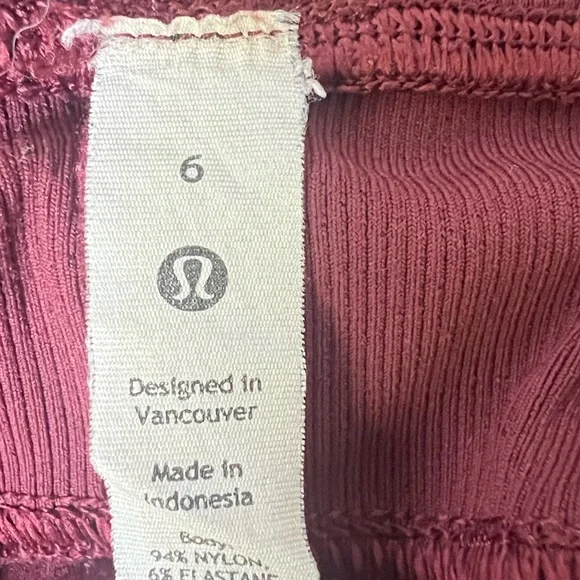 6
Designed in
Vancouver
Made in
Indonesia
Body,
94% NYLON,
6% ELASTANE